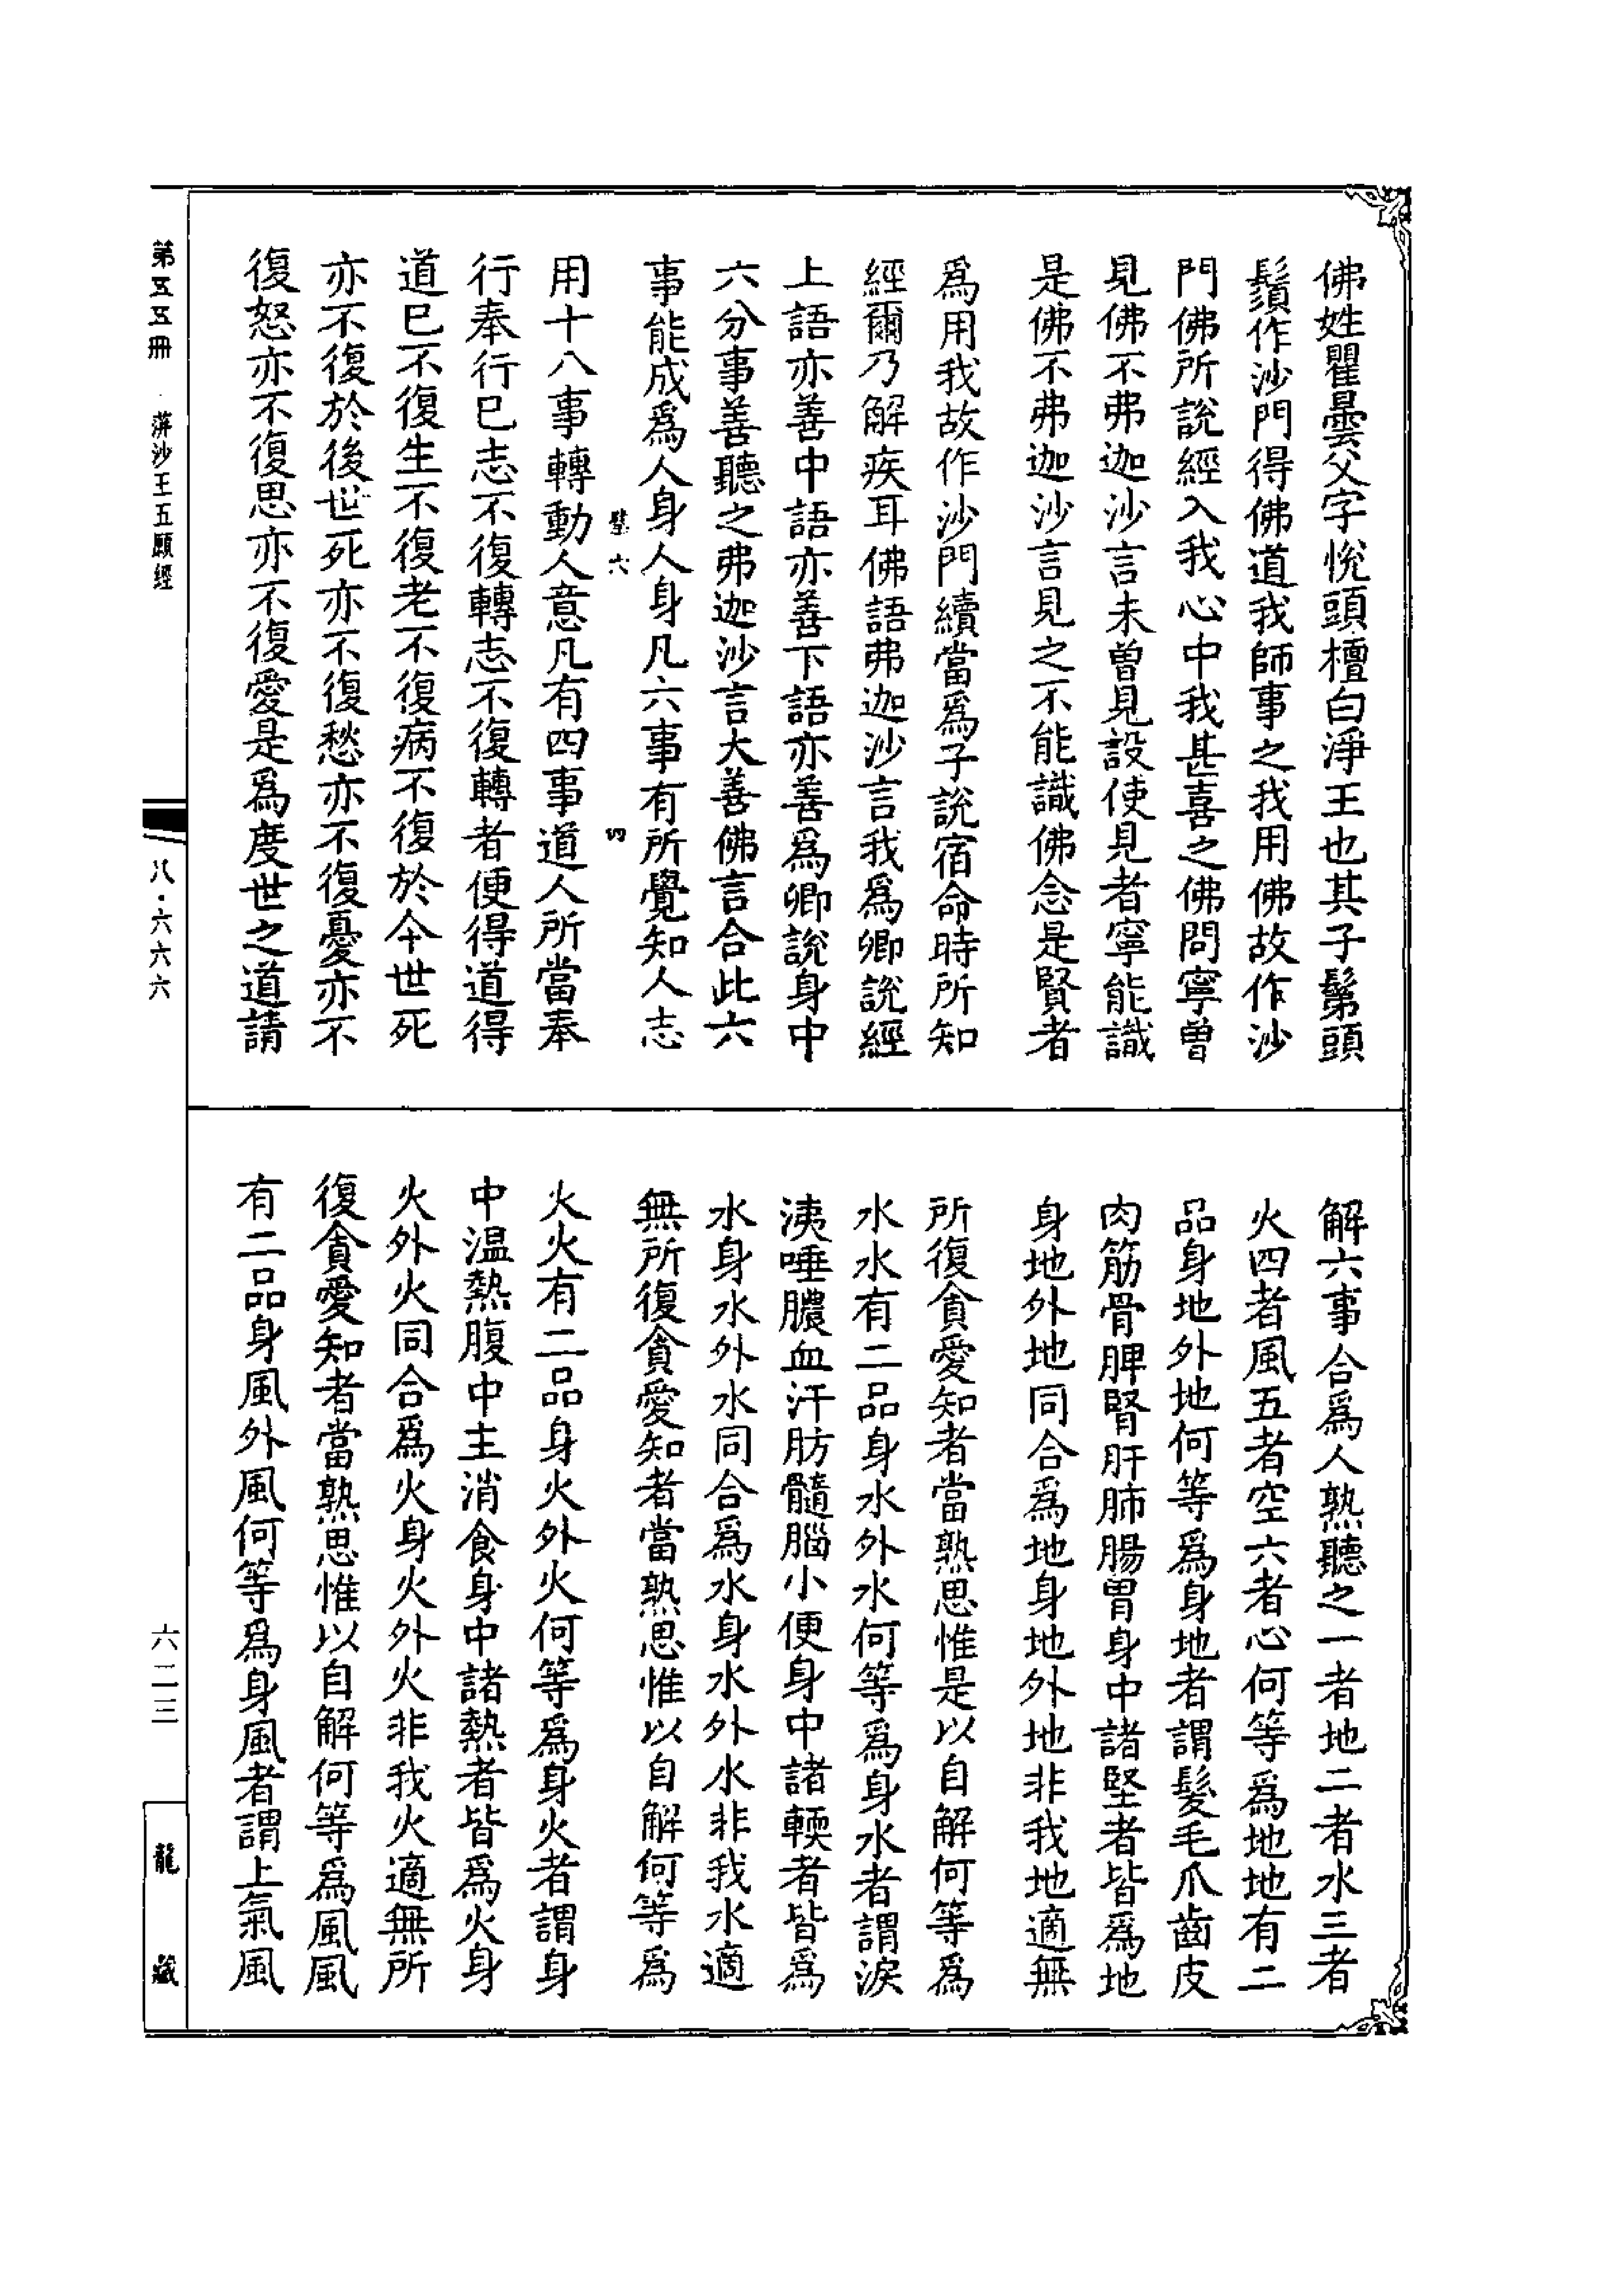 佛姓瞿曇父字悅頭檀白淨王也其子鬀頭
鬚作沙門得佛道我師事之我用佛故作沙
門佛所說經入我心中我甚喜之佛問寧曾
見佛不弗迦沙言未曾見設使見者寧能識
是佛不弗迦沙言見之不能識佛念是賢者
爲用我故作沙門續當爲子說宿命時所知
經爾乃解疾耳佛語弗迦沙言我爲卿說經
上語亦善中語亦善下語亦善爲卿說身中
六分事善聽之弗迦沙言大善佛言合此六
事能成爲人身人身凡六事有所覺知人志
璧六 四
用十八事轉動人意凡有四事道人所當奉
行奉行已志不復轉志不復轉者便得道得
道已不復生不復老不復病不復於今世死
亦不復於後世死亦不復愁亦不復憂亦不
復怒亦不復思亦不復愛是爲度世之道請
解六事合爲人熟聽之一者地二者水三者
火四者風五者空六者心何等爲地地有二
品身地外地何等爲身地者謂髮毛爪齒皮
肉筋骨脾腎肝肺腸胃身中諸堅者皆爲地
身地外地同合爲地身地外地非我地適無
所復貪愛知者當熟思惟是以自解何等爲
水水有二品身水外水何等爲身水者謂淚
洟唾膿血汗肪髓腦小便身中諸輭者皆爲
水身水外水同合爲水身水外水非我水適
無所復貪愛知者當熟思惟以自解何等爲
火火有二品身火外火何等爲身火者謂身
中温熱腹中主消食身中諸熱者皆爲火身
火外火同合爲火身火外火非我火適無所
復貪愛知者當熟思惟以自解何等爲風風
有二品身風外風何等爲身風者謂上氣風
第五五冊 蓱沙王五願經
八·六六六
六二三
龍藏